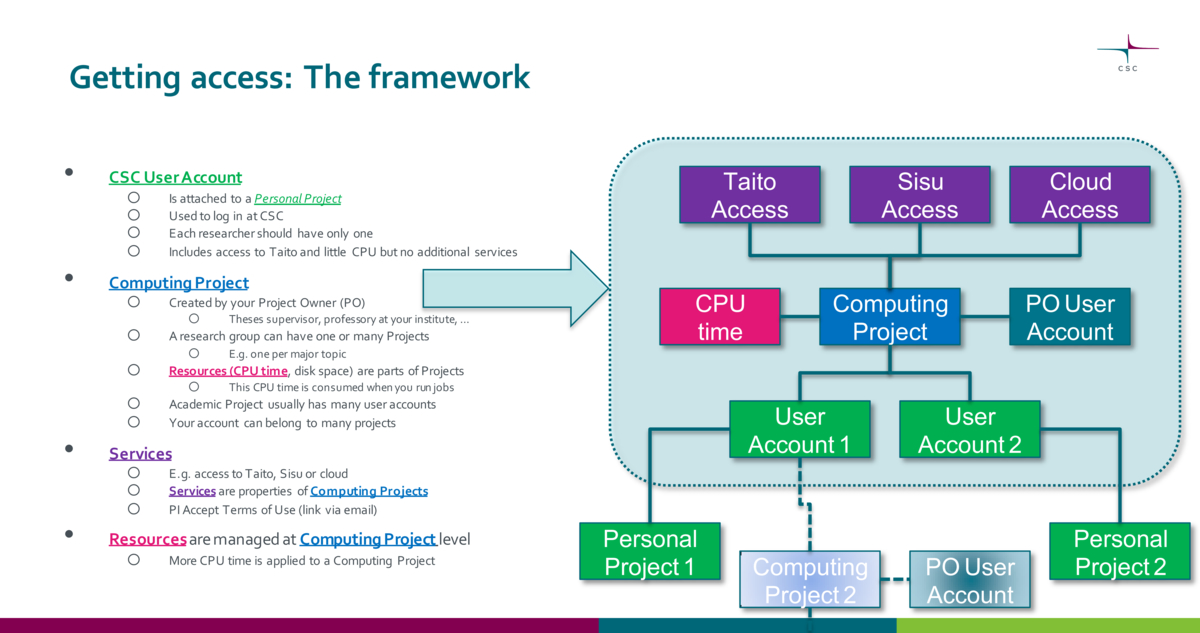 CSC
Getting access: The framework
CSC User Account
Is attached to a Personal Project
Used to log in at CSC
Each researcher should have only one
Includes access to Taito and little CPU but no additional services
Computing Project
Created by your Project Owner (PO)
Theses supervisor, professory at your institute, ...
A research group can have one or many Projects
E.g. one per major topic
Resources (CPU time, disk space) are parts of Projects
This CPU time is consumed when you run jobs
Academic Project usually has many user accounts
Your account can belong to many projects
Services
E.g. access to Taito, Sisu or cloud
Services are properties of Computing Projects
PI Accept Terms of Use (link via email)
Resources are managed at Computing Project level
More CPU time is applied to a Computing Project
Taito
Access
Sisu
Access
Cloud
Access
CPU
time
Computing
Project
PO User
Account
User
Account 1
User
Account 2
Personal
Project 1
Computing
Project 2
PO User
Account
Personal
Project 2